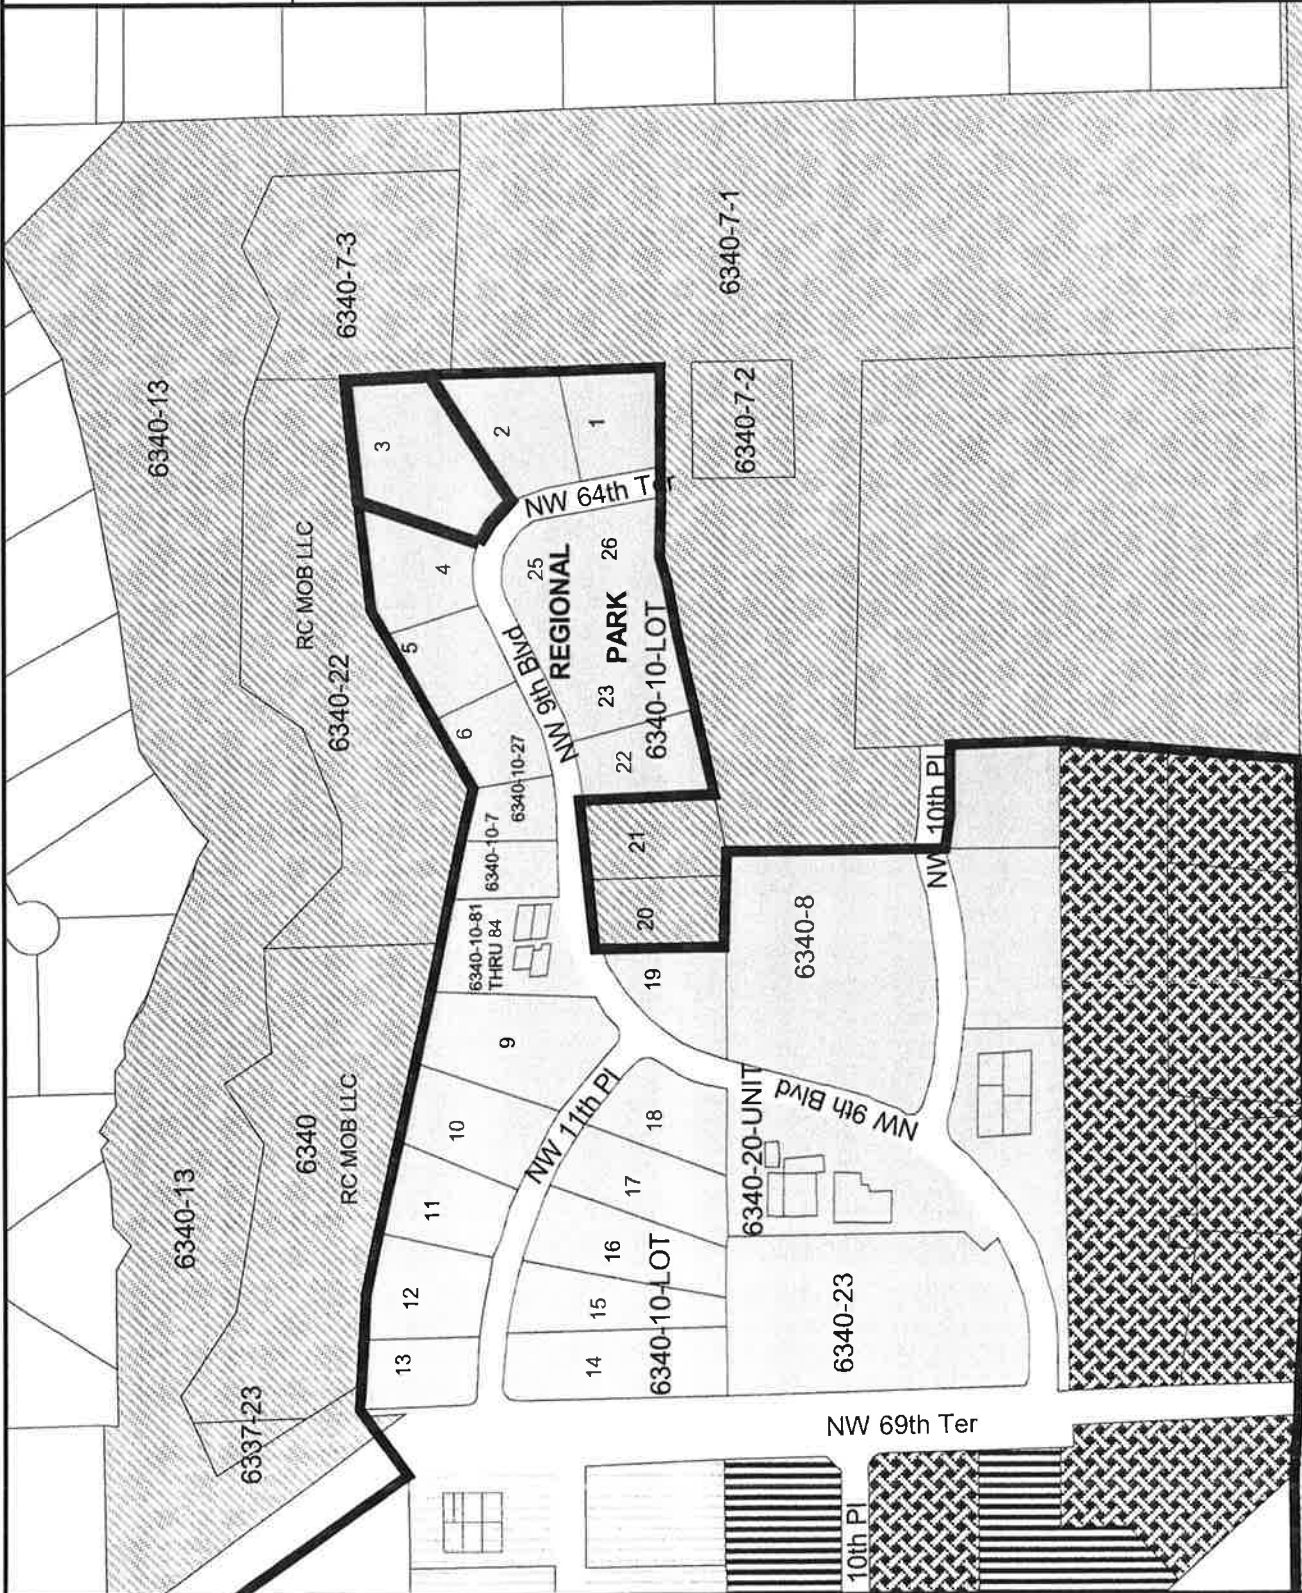 6340-13
6340-7-3
6340-7-1
6340-7-2
RC MOB LLC
6340-22
3
2
1
NW 64th Ter
4
5
6
25
26
REGIONAL
PARK
23
22
6340-10-LOT
NW 9th Blvd
6340-10-27
6340-10-7
6340-10-81
THRU 84
21
20
19
6340-8
NW 10th Pl
9
10
11
12
13
NW 11th Pl
18
17
16
15
14
6340-10-LOT
6340-20-UNIT
NW 9th Blvd
6340-23
6340
RC MOB LLC
6340-13
6337-23
NW 69th Ter
10th Pl